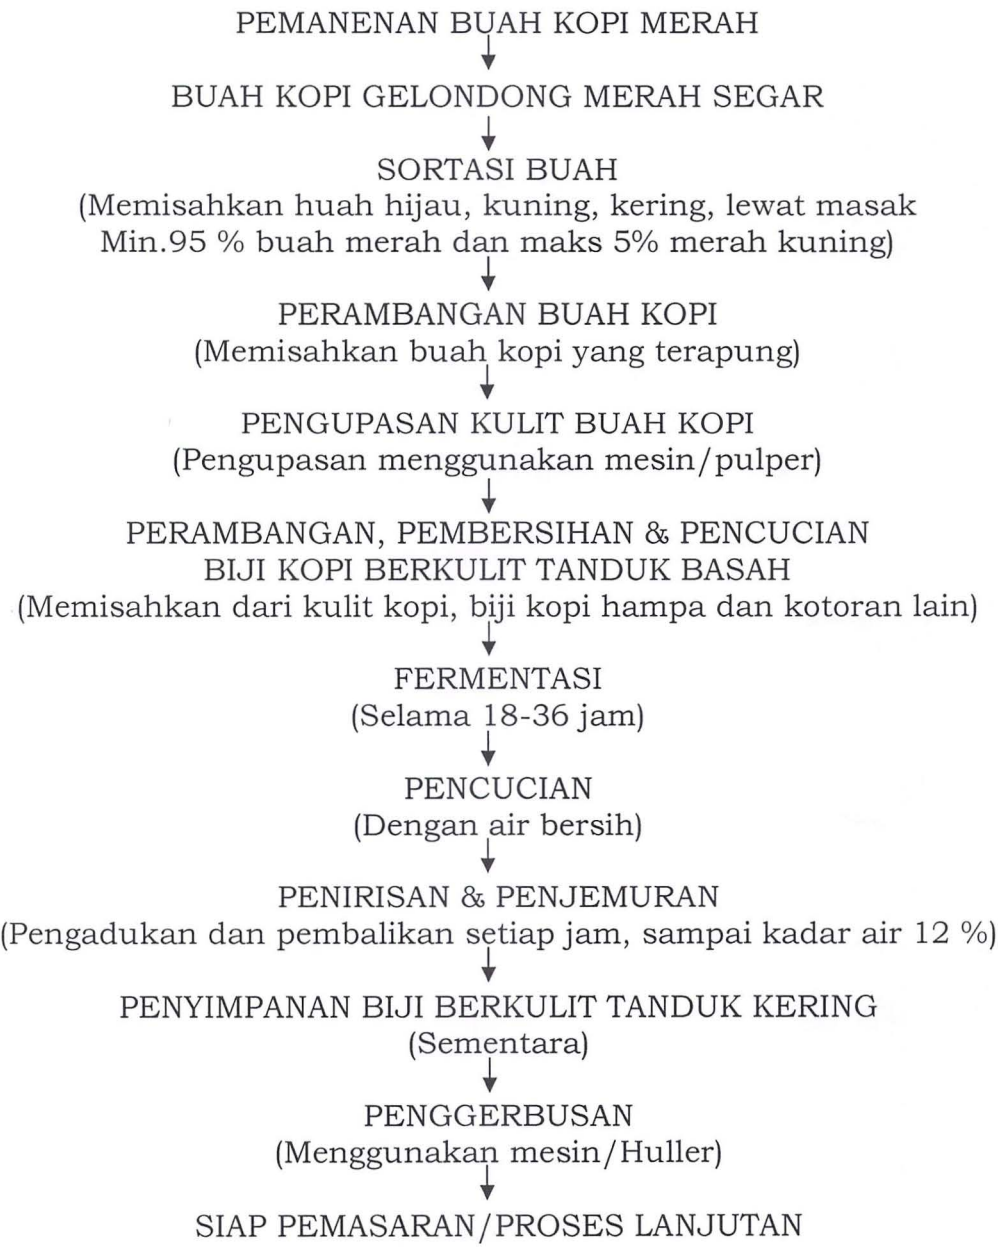 PEMANENAN BUAH KOPI MERAH
BUAH KOPI GELONDONG MERAH SEGAR
SORTASI BUAH
(Memisahkan huah hijau, kuning, kering, lewat masak
Min.95 % buah merah dan maks 5% merah kuning)
PERAMBANGAN BUAH KOPI
(Memisahkan buah kopi yang terapung)
PENGUPASAN KULIT BUAH KOPI
(Pengupasan menggunakan mesin/pulper)
PERAMBANGAN, PEMBERSIHAN & PENCUCIAN
BIJI KOPI BERKULIT TANDUK BASAH
(Memisahkan dari kulit kopi, biji kopi hampa dan kotoran lain)
FERMENTASI
(Selama 18-36 jam)
PENCUCIAN
(Dengan air bersih)
PENIRISAN & PENJEMURAN
(Pengadukan dan pembalikan setiap jam, sampai kadar air 12 %)
PENYIMPANAN BIJI BERKULIT TANDUK KERING
(Sementara)
PENGGERBUSAN
(Menggunakan mesin/Huller)
SIAP PEMASARAN/PROSES LANJUTAN